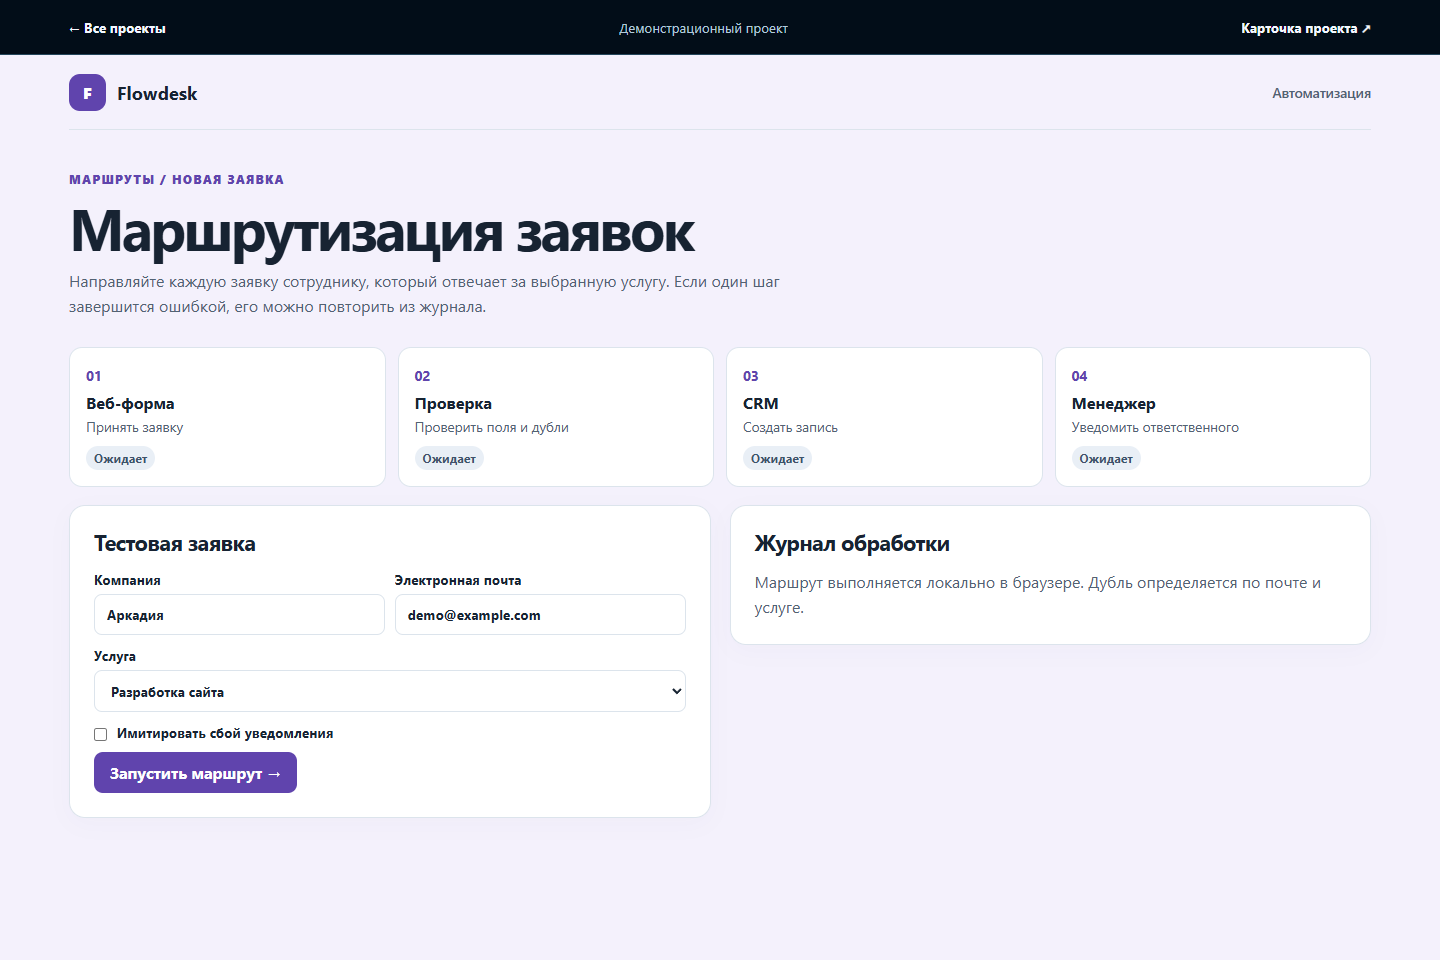 ← Все проекты
Демонстрационный проект
Карточка проекта ↗
F
Flowdesk
Автоматизация
МАРШРУТЫ / НОВАЯ ЗАЯВКА
Маршрутизация заявок
Направляйте каждую заявку сотруднику, который отвечает за выбранную услугу. Если один шаг
завершится ошибкой, его можно повторить из журнала.
01
Веб-форма
Принять заявку
Ожидает
02
Проверка
Проверить поля и дубли
Ожидает
03
CRM
Создать запись
Ожидает
04
Менеджер
Уведомить ответственного
Ожидает
Тестовая заявка
Компания
Аркадия
Электронная почта
demo@example.com
Услуга
Разработка сайта
Имитировать сбой уведомления
Запустить маршрут →
Журнал обработки
Маршрут выполняется локально в браузере. Дубль определяется по почте и
услуге.